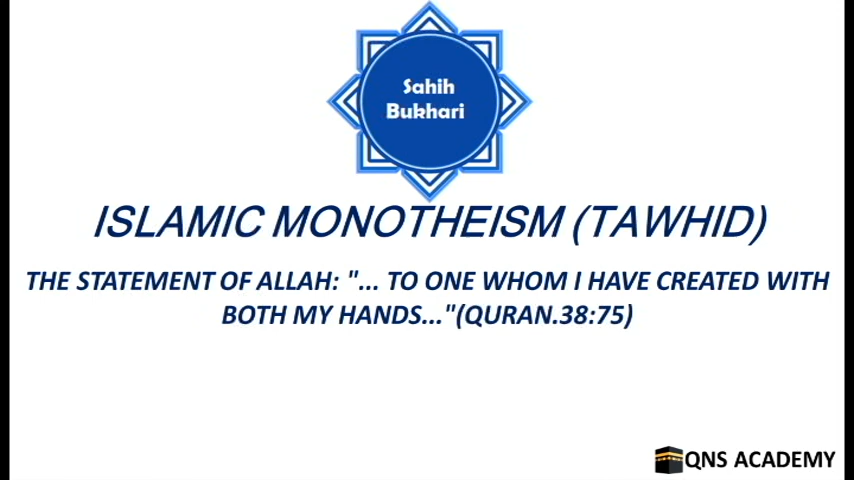 Sahih
Bukhari
ISLAMIC MONOTHEISM (TAWHID)
THE STATEMENT OF ALLAH: "... TO ONE WHOM I HAVE CREATED WITH
BOTH MY HANDS..."(QURAN.38:75)
QNS ACADEMY